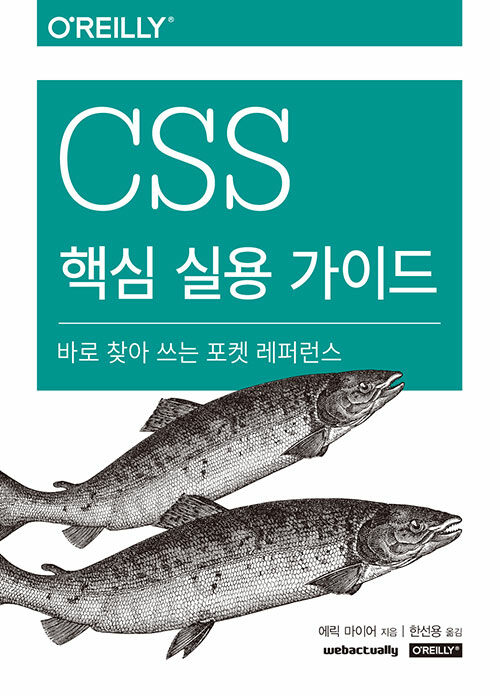 O'REILLY®
CSS
핵심 실용 가이드
바로 찾아 쓰는 포켓 레퍼런스
에릭 마이어 지음 | 한선용 옮김
webactually O'REILLY®